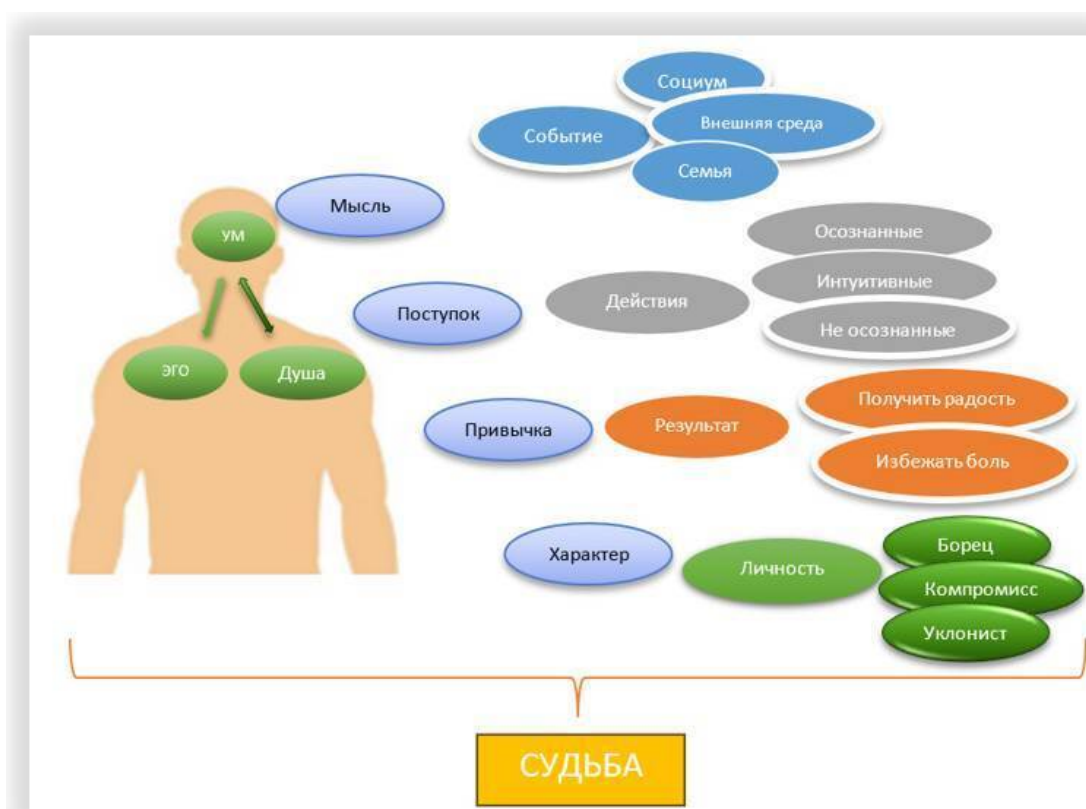 Социум
Внешняя среда
Событие
Семья
Мысль
УМ
Осознанные
Интуитивные
Действия
Поступок
Не осознанные
ЭГО
Душа
Получить радость
Результат
Привычка
Избежать боль
Борец
Характер
Личность
Компромисс
Уклонист
СУДЬБА